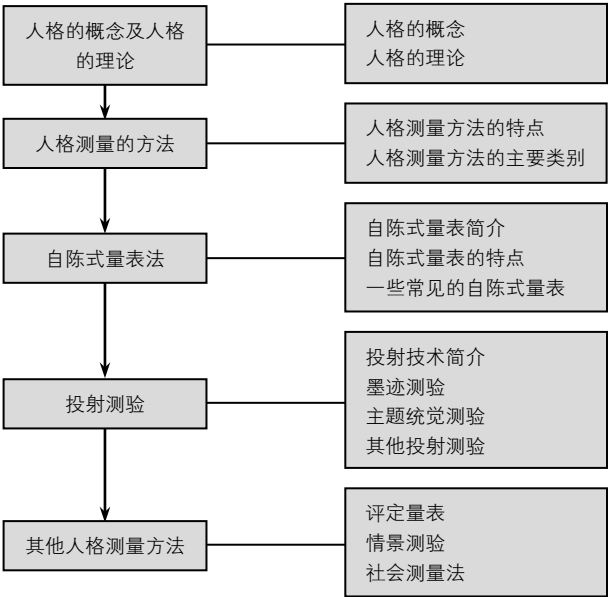 人格的概念及人格
的理论
人格的概念
人格的理论
人格测量的方法
人格测量方法的特点
人格测量方法的主要类别
自陈式量表法
自陈式量表简介
自陈式量表的特点
一些常见的自陈式量表
投射测验
投射技术简介
墨迹测验
主题统觉测验
其他投射测验
其他人格测量方法
评定量表
情景测验
社会测量法